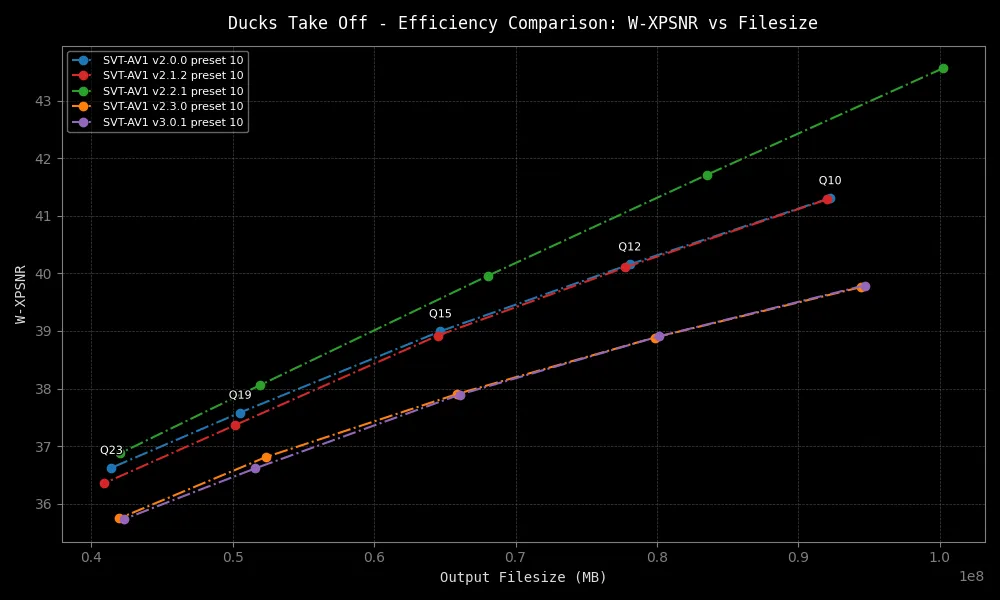 Ducks Take Off - Efficiency Comparison: W-XPSNR vs Filesize
SVT-AV1 v2.0.0 preset 10
SVT-AV1 v2.1.2 preset 10
SVT-AV1 v2.2.1 preset 10
SVT-AV1 v2.3.0 preset 10
SVT-AV1 v3.0.1 preset 10
43
42
41
40
39
38
37
36
W-XPSNR
Q10
Q12
Q15
Q19
Q23
0.4 0.5 0.6 0.7 0.8 0.9 1.0
1e8
Output Filesize (MB)